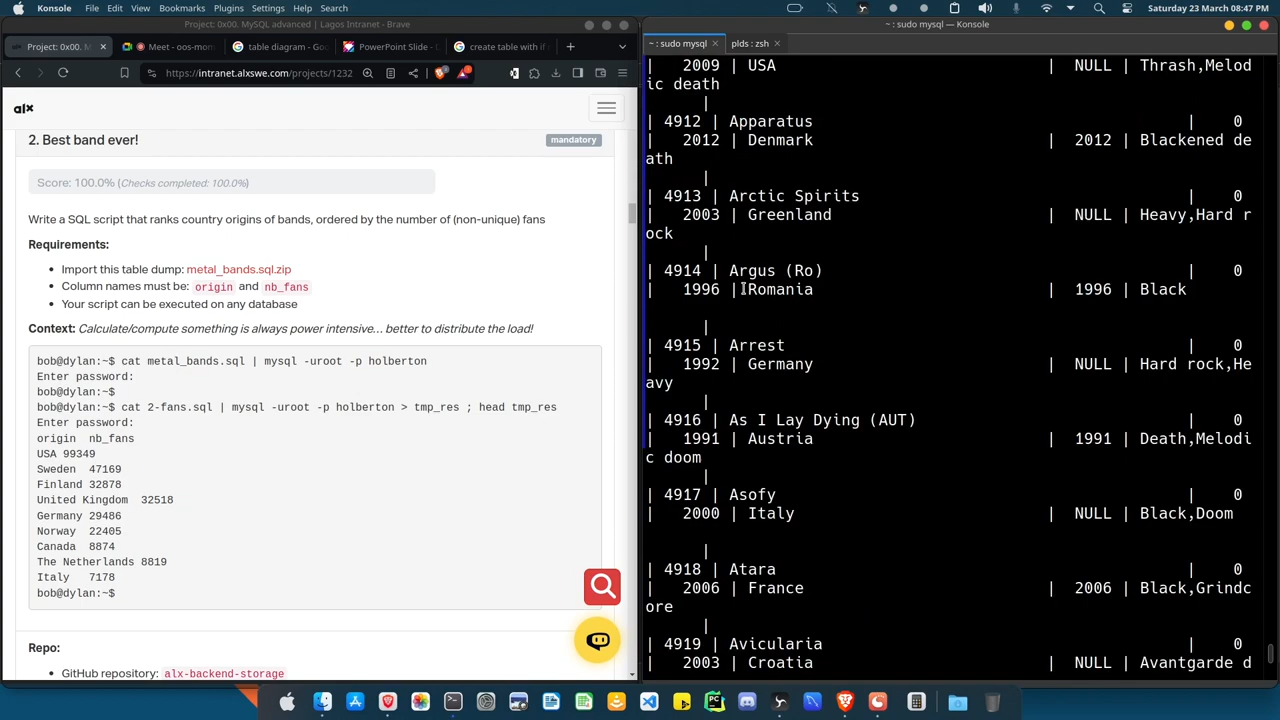 Konsole File Edit View Bookmarks Plugins Settings Help
Saturday 23 March 08:47 PM
Project: 0x00. MySQL advanced | Lagos Intranet - Brave
~ : sudo mysql — Konsole
Project: 0x00. M
Meet - oos-mom
table diagram - Goo
PowerPoint Slide -
create table with if
~ : sudo mysql
plds : zsh
https://intranet.alxswe.com/projects/1232
alx
2. Best band ever!
mandatory
Score: 100.0% (Checks completed: 100.0%)
Write a SQL script that ranks country origins of bands, ordered by the number of (non-unique) fans
Requirements:
Import this table dump: metal_bands.sql.zip
Column names must be: origin and nb_fans
Your script can be executed on any database
Context: Calculate/compute something is always power intensive… better to distribute the load!
bob@dylan:~$ cat metal_bands.sql | mysql -uroot -p holberton
Enter password:
bob@dylan:~$
bob@dylan:~$ cat 2-fans.sql | mysql -uroot -p holberton > tmp_res ; head tmp_res
Enter password:
origin nb_fans
USA 99349
Sweden 47169
Finland 32878
United Kingdom 32518
Germany 29486
Norway 22405
Canada 8874
The Netherlands 8819
Italy 7178
bob@dylan:~$
Repo:
GitHub repository: alx-backend-storage
| 2009 | USA | NULL | Thrash,Melod
ic death
|
| 4912 | Apparatus | 0
| 2012 | Denmark | 2012 | Blackened de
ath
|
| 4913 | Arctic Spirits | 0
| 2003 | Greenland | NULL | Heavy,Hard r
ock
|
| 4914 | Argus (Ro) | 0
| 1996 | Romania | 1996 | Black
|
| 4915 | Arrest | 0
| 1992 | Germany | NULL | Hard rock,He
avy
|
| 4916 | As I Lay Dying (AUT) | 0
| 1991 | Austria | 1991 | Death,Melodi
c doom
|
| 4917 | Asofy | 0
| 2000 | Italy | NULL | Black,Doom
|
| 4918 | Atara | 0
| 2006 | France | 2006 | Black,Grindc
ore
|
| 4919 | Avicularia | 0
| 2003 | Croatia | NULL | Avantgarde d